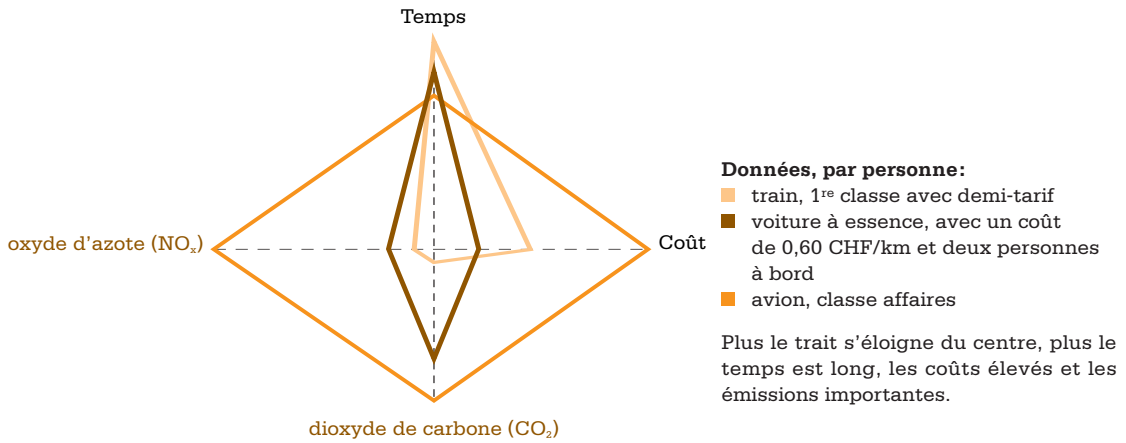 Temps
oxyde d'azote (NOₓ)
Coût
dioxyde de carbone (CO₂)
Données, par personne:
train, 1ʳᵉ classe avec demi-tarif
voiture à essence, avec un coût
de 0,60 CHF/km et deux personnes
à bord
avion, classe affaires
Plus le trait s'éloigne du centre, plus le
temps est long, les coûts élevés et les
émissions importantes.